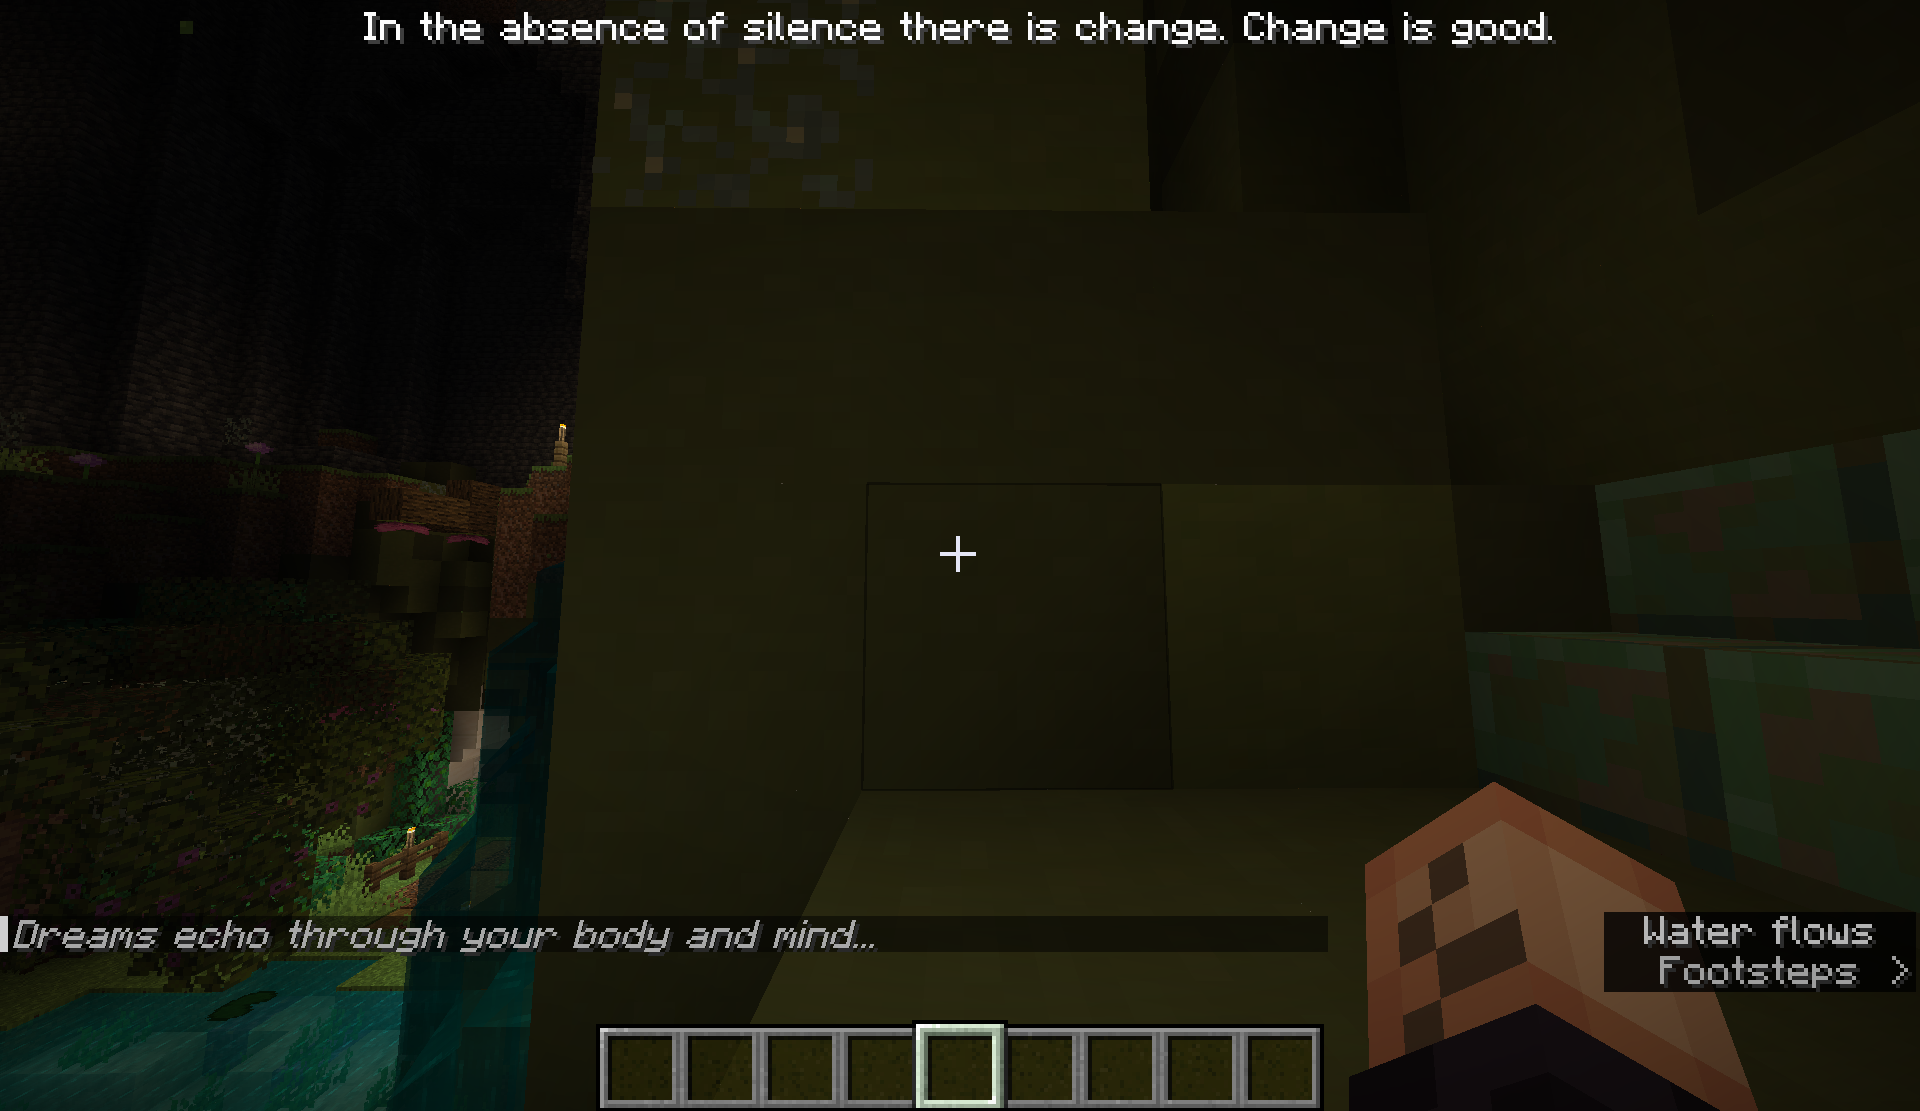 In the absence of silence there is change. Change is good.
Dreams echo through your body and mind...
Water flows
Footsteps >